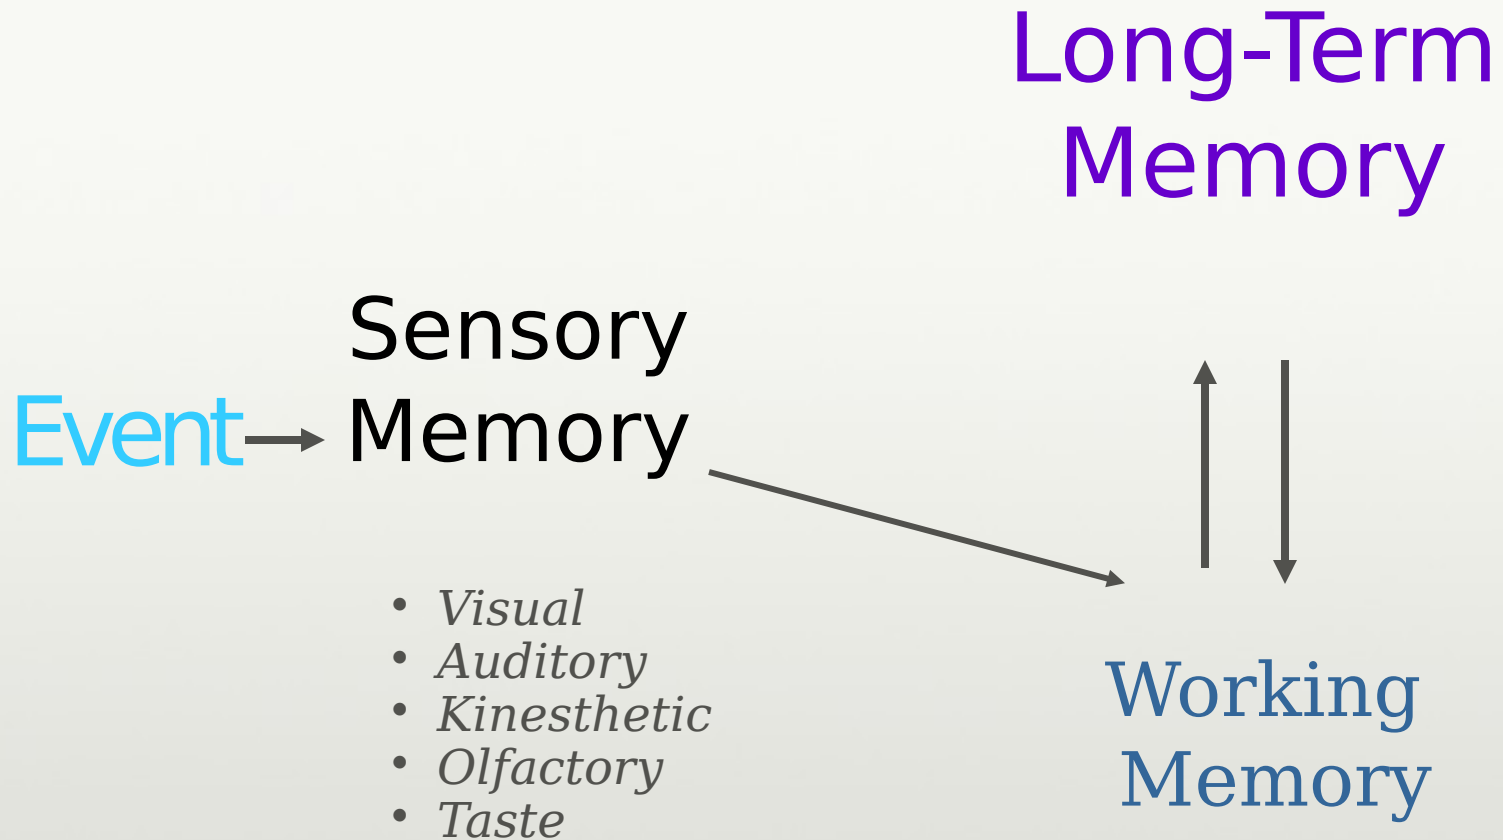 Long-Term
Memory
Sensory
Memory
Event
• Visual
• Auditory
• Kinesthetic
• Olfactory
• Taste
Working
Memory